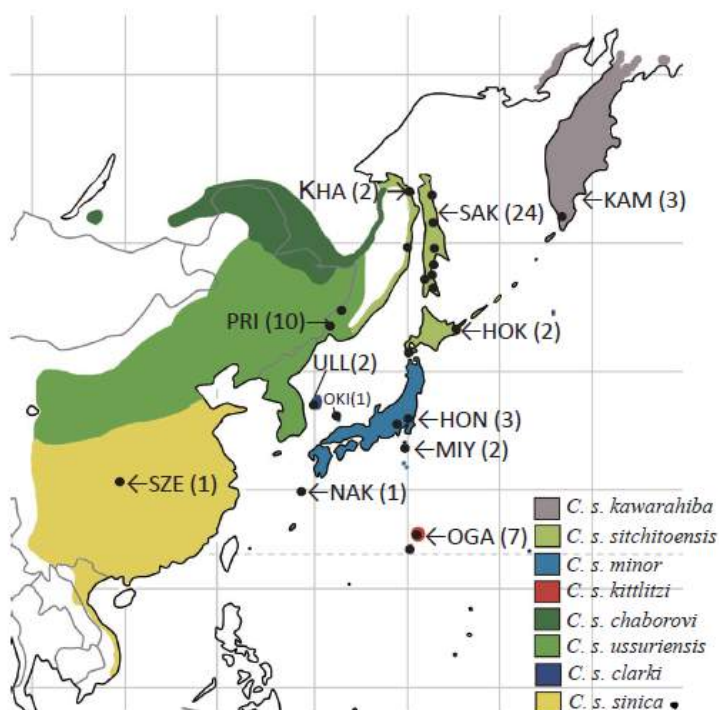 KHA (2)
SAK (24)
KAM (3)
PRI (10)
HOK (2)
ULL(2)
OKI(1)
HON (3)
MIY (2)
SZE (1)
NAK (1)
OGA (7)
C. s. kawarahiba
C. s. sitchitoensis
C. s. minor
C. s. kittlitzi
C. s. chaborovi
C. s. ussuriensis
C. s. clarki
C. s. sinica